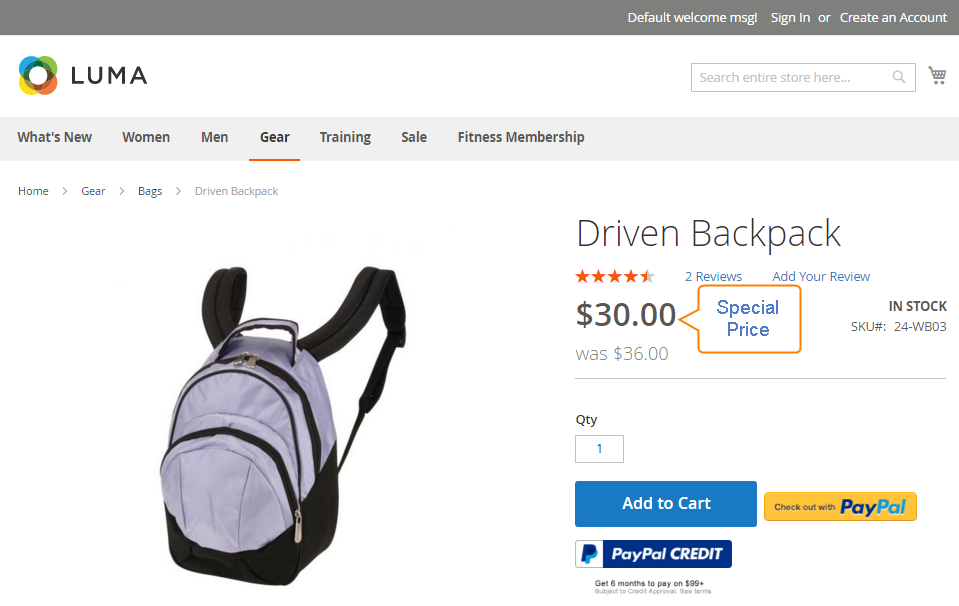 Default welcome msg! Sign In or Create an Account
LUMA
Search entire store here...
What's New Women Men Gear Training Sale Fitness Membership
Home > Gear > Bags > Driven Backpack
Driven Backpack
2 Reviews Add Your Review
$30.00
Special
Price
IN STOCK
SKU#: 24-WB03
was $36.00
Qty
1
Add to Cart
Check out with PayPal
PayPal CREDIT
Get 6 months to pay on $99+
Subject to Credit Approval. See terms